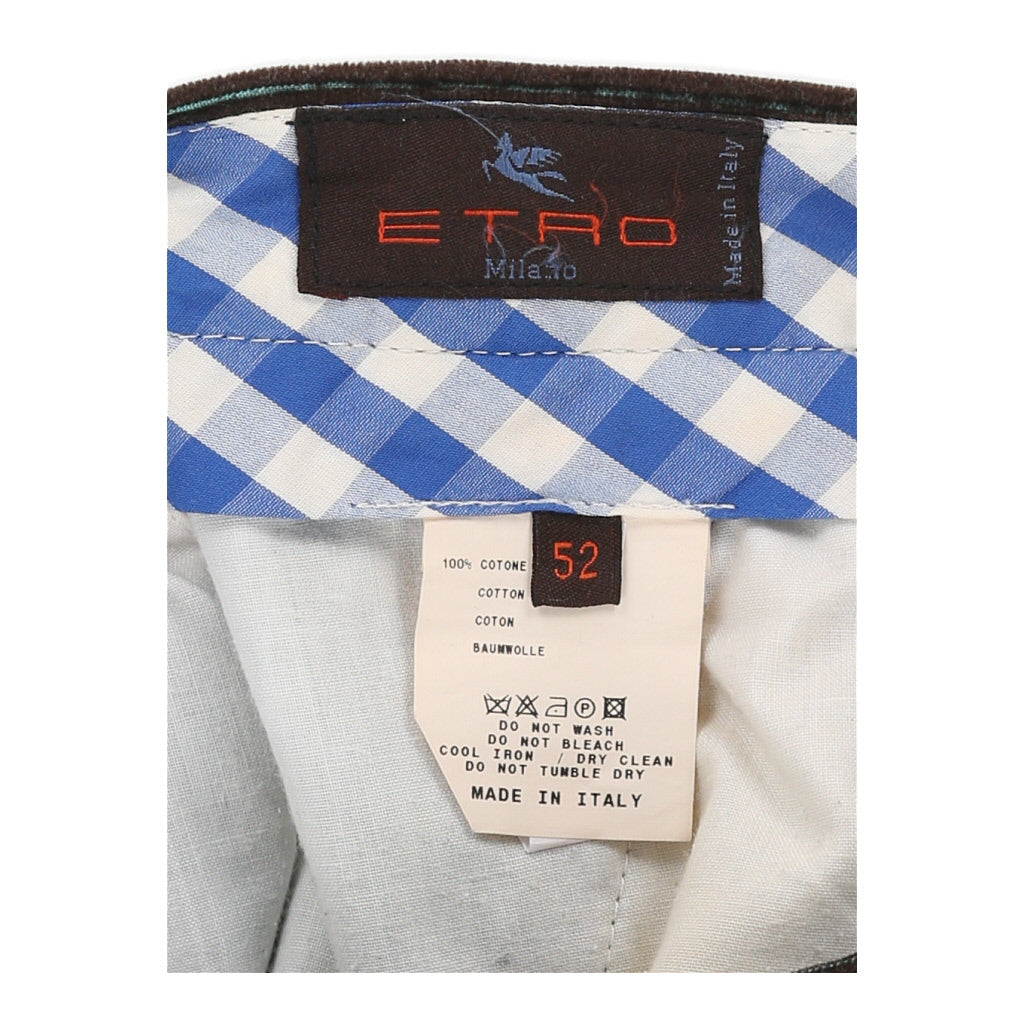 ETRO
Milano
Made in Italy
52
100% COTONE
COTTON
COTON
BAUMWOLLE
P
DO NOT WASH
DO NOT BLEACH
COOL IRON / DRY CLEAN
DO NOT TUMBLE DRY
MADE IN ITALY